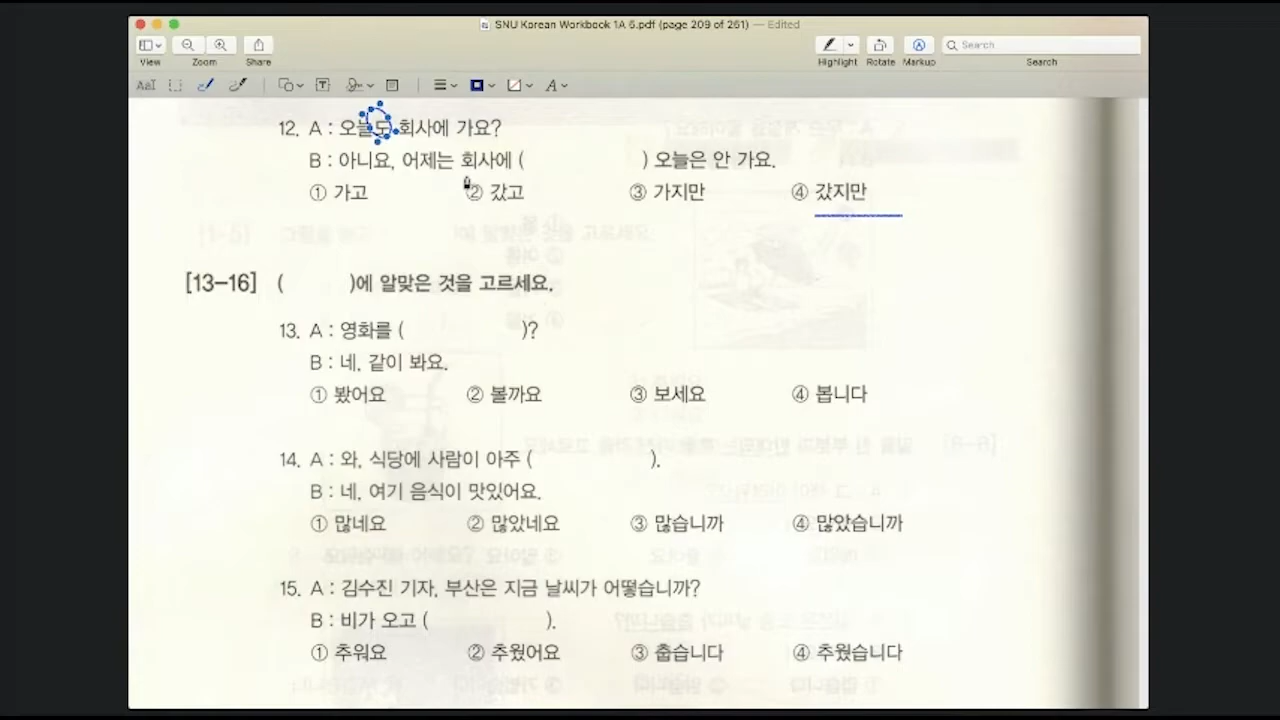 SNU Korean Workbook 1A 6.pdf (page 209 of 261) — Edited
View Zoom Share Highlight Rotate Markup Search
Search
12. A : 오늘도 회사에 가요?
B : 아니요, 어제는 회사에 ( ) 오늘은 안 가요.
① 가고 ② 갔고 ③ 가지만 ④ 갔지만
[13–16] ( )에 알맞은 것을 고르세요.
13. A : 영화를 ( )?
B : 네, 같이 봐요.
① 봤어요 ② 볼까요 ③ 보세요 ④ 봅니다
14. A : 와, 식당에 사람이 아주 ( ).
B : 네, 여기 음식이 맛있어요.
① 많네요 ② 많았네요 ③ 많습니까 ④ 많았습니까
15. A : 김수진 기자, 부산은 지금 날씨가 어떻습니까?
B : 비가 오고 ( ).
① 추워요 ② 추웠어요 ③ 춥습니다 ④ 추웠습니다